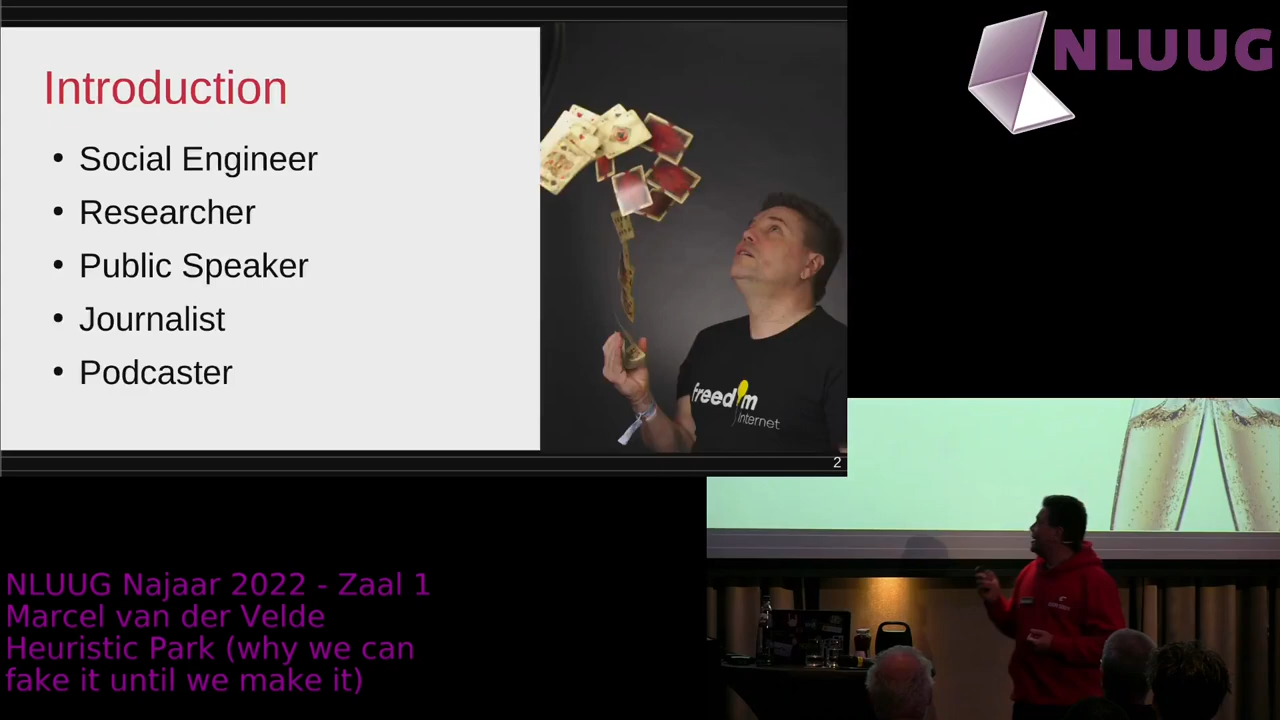 Introduction
• Social Engineer
• Researcher
• Public Speaker
• Journalist
• Podcaster
freed m
internet
2
NLUUG
NLUUG Najaar 2022 - Zaal 1
Marcel van der Velde
Heuristic Park (why we can
fake it until we make it)